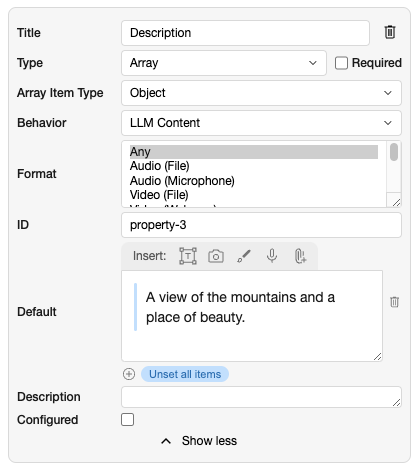 Title
Description
Type
Array
Required
Array Item Type
Object
Behavior
LLM Content
Format
Any
Audio (File)
Audio (Microphone)
Video (File)
ID
property-3
Insert:
T
Default
A view of the mountains and a
place of beauty.
Unset all items
Description
Configured
Show less